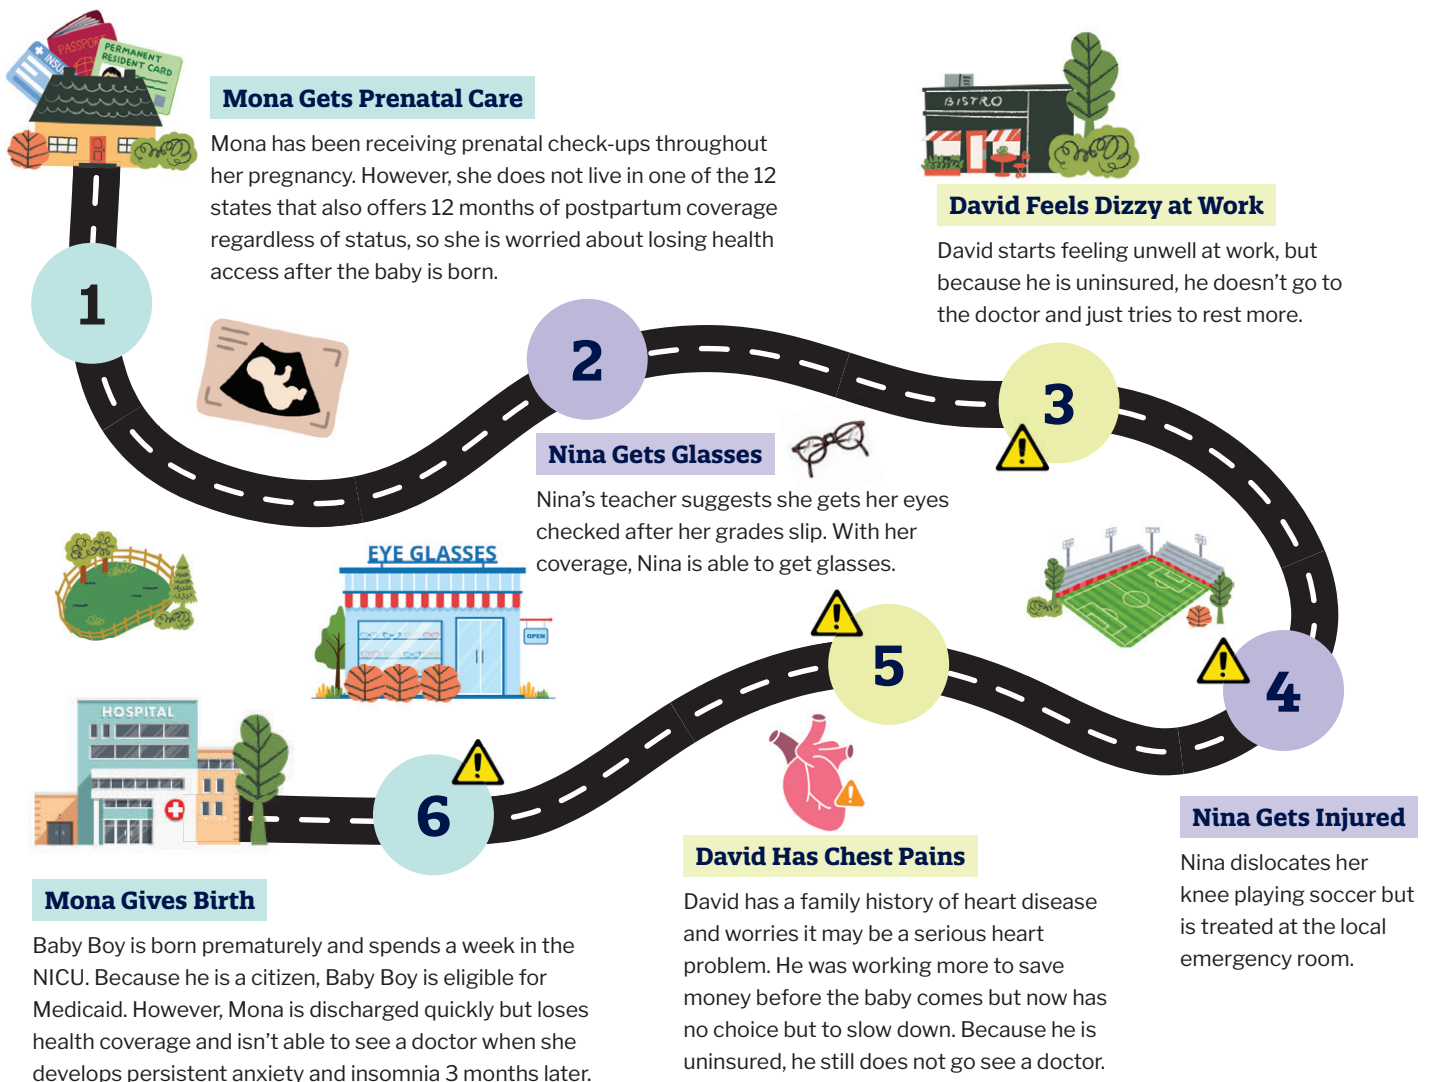 PASSPORT
INSU
PERMANENT
RESIDENT CARD
Mona Gets Prenatal Care
Mona has been receiving prenatal check-ups throughout
her pregnancy. However, she does not live in one of the 12
states that also offers 12 months of postpartum coverage
regardless of status, so she is worried about losing health
access after the baby is born.
1
2
Nina Gets Glasses
Nina’s teacher suggests she gets her eyes
checked after her grades slip. With her
coverage, Nina is able to get glasses.
EYE GLASSES
OPEN
BISTRO
David Feels Dizzy at Work
David starts feeling unwell at work, but
because he is uninsured, he doesn’t go to
the doctor and just tries to rest more.
3
4
Nina Gets Injured
Nina dislocates her
knee playing soccer but
is treated at the local
emergency room.
5
David Has Chest Pains
David has a family history of heart disease
and worries it may be a serious heart
problem. He was working more to save
money before the baby comes but now has
no choice but to slow down. Because he is
uninsured, he still does not go see a doctor.
6
HOSPITAL
Mona Gives Birth
Baby Boy is born prematurely and spends a week in the
NICU. Because he is a citizen, Baby Boy is eligible for
Medicaid. However, Mona is discharged quickly but loses
health coverage and isn’t able to see a doctor when she
develops persistent anxiety and insomnia 3 months later.